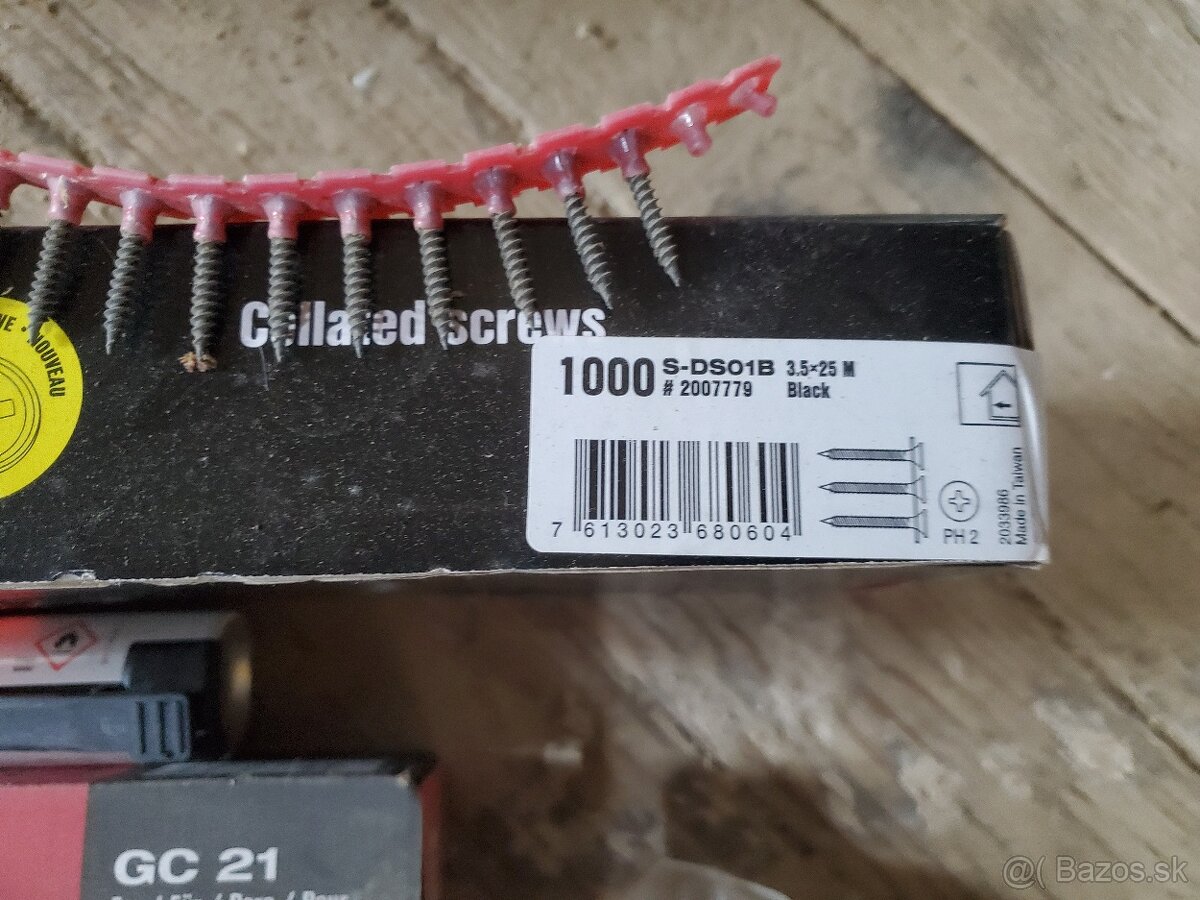 Collated screws
NOUVEAU
1000 S-DS01B 3.5×25 M
# 2007779 Black
7 613023 680604
PH 2
2033986
Made in Taiwan
GC 21
@( Bazos.sk